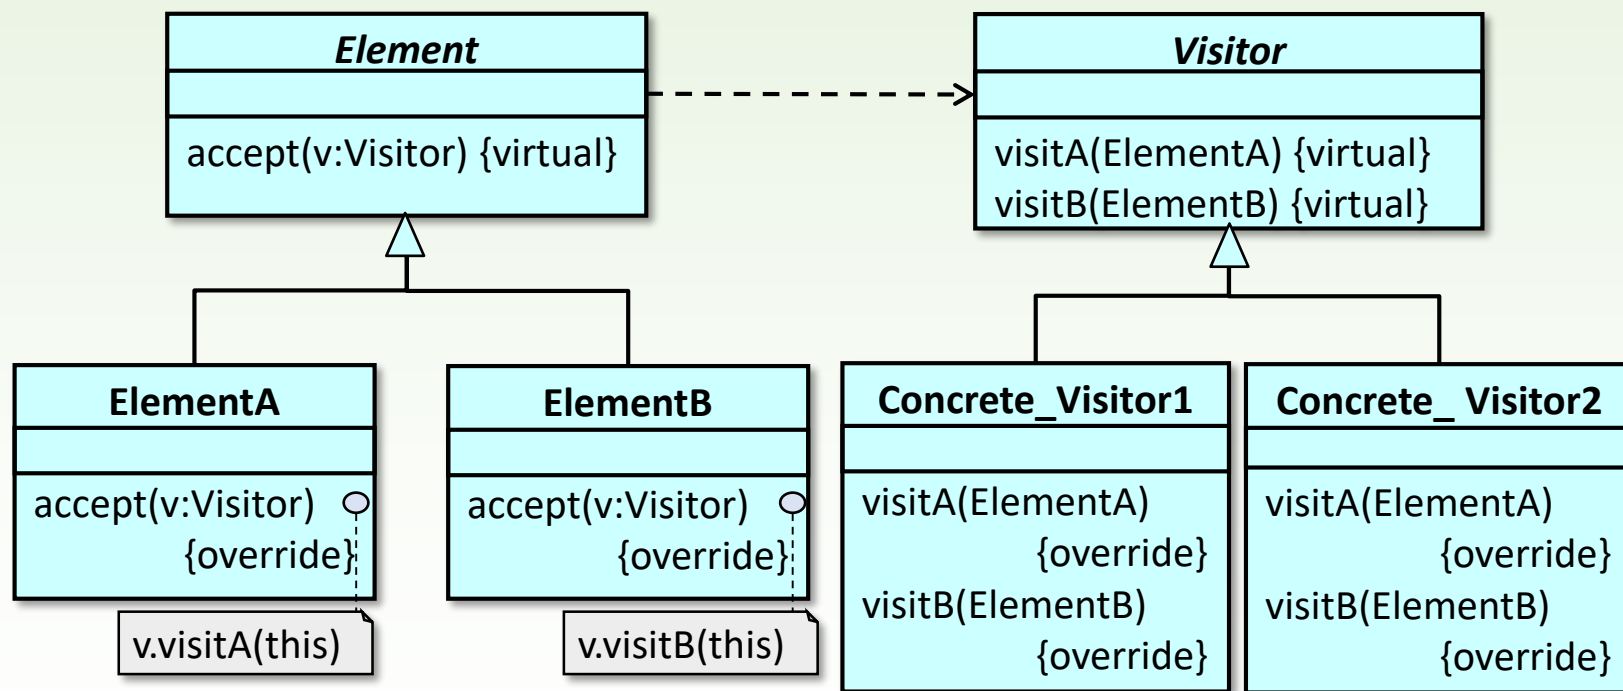 Element
accept(v:Visitor) {virtual}
Visitor
visitA(ElementA) {virtual}
visitB(ElementB) {virtual}
ElementA
accept(v:Visitor)
{override}
v.visitA(this)
ElementB
accept(v:Visitor)
{override}
v.visitB(this)
Concrete_Visitor1
visitA(ElementA)
{override}
visitB(ElementB)
{override}
Concrete_ Visitor2
visitA(ElementA)
{override}
visitB(ElementB)
{override}